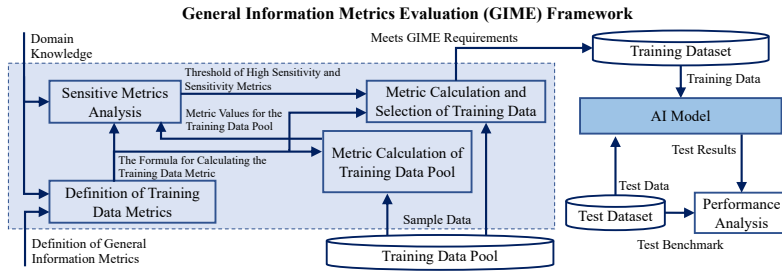 General Information Metrics Evaluation (GIME) Framework
Domain
Knowledge
Meets GIME Requirements
Training Dataset
Threshold of High Sensitivity and
Sensitivity Metrics
Sensitive Metrics
Analysis
Metric Calculation and
Selection of Training Data
Training Data
Metric Values for the
Training Data Pool
AI Model
The Formula for Calculating the
Training Data Metric
Metric Calculation of
Training Data Pool
Test Results
Definition of Training
Data Metrics
Test Data
Sample Data
Test Dataset
Performance
Analysis
Test Benchmark
Definition of General
Information Metrics
Training Data Pool